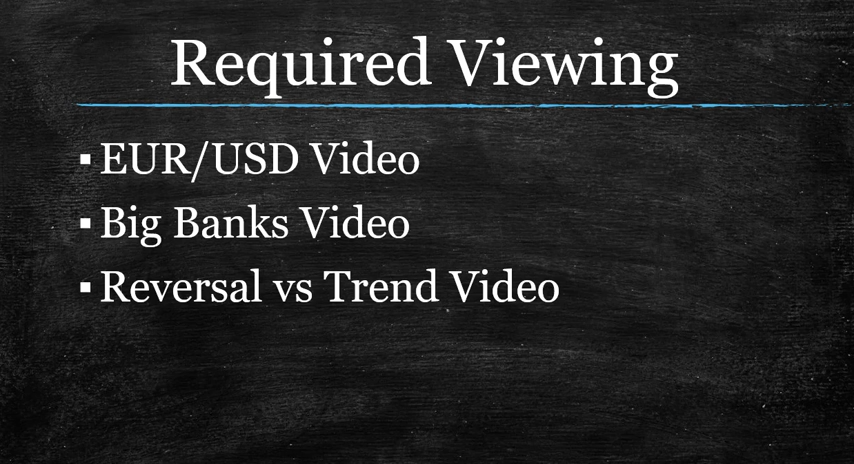 Required Viewing
▪ EUR/USD Video
▪ Big Banks Video
▪ Reversal vs Trend Video